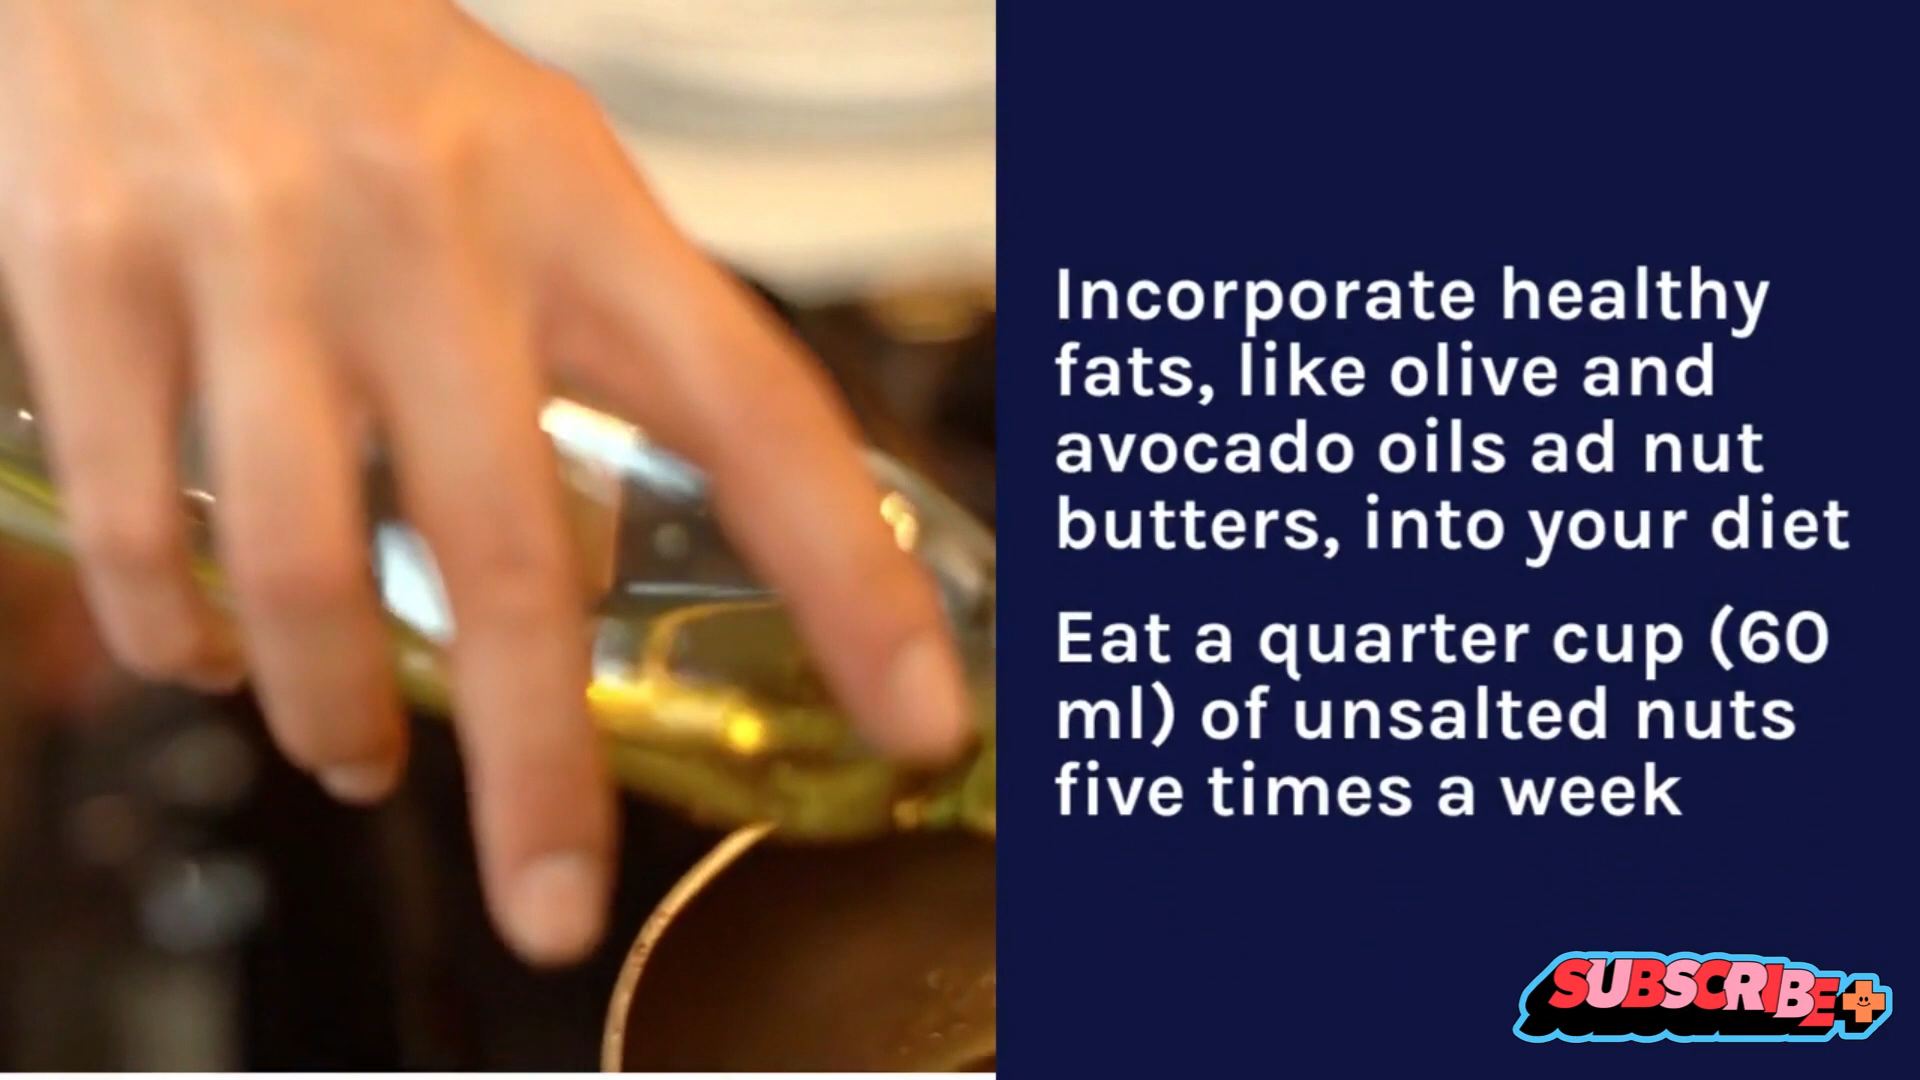 Incorporate healthy
fats, like olive and
avocado oils ad nut
butters, into your diet
Eat a quarter cup (60
ml) of unsalted nuts
five times a week
SUBSCRIBE